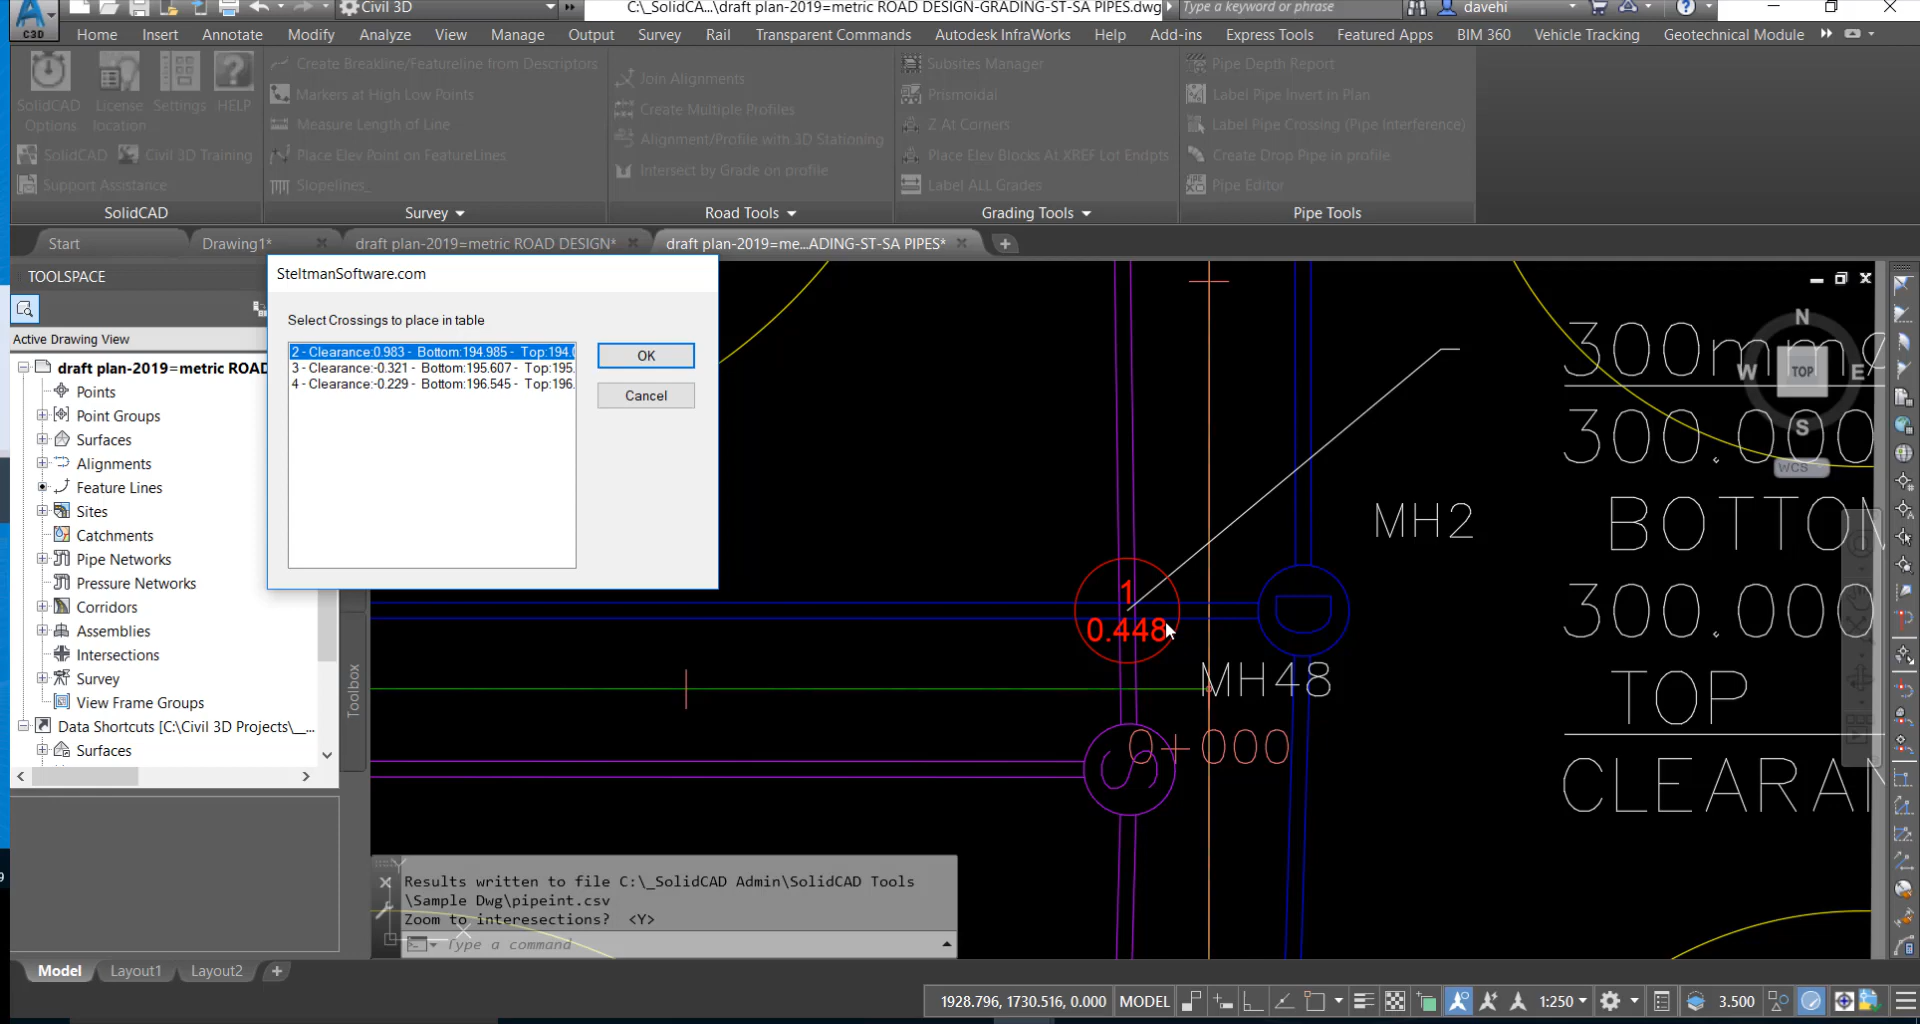 C3D
Civil 3D
C:\_SolidCA...\draft plan-2019=metric ROAD DESIGN-GRADING-ST-SA PIPES.dwg
Type a keyword or phrase
davehi
Home Insert Annotate Modify Analyze View Manage Output Survey Rail Transparent Commands Autodesk InfraWorks Help Add-ins Express Tools Featured Apps BIM 360 Vehicle Tracking Geotechnical Module
SolidCAD Options
License location
Settings
HELP
SolidCAD
Civil 3D Training
Support Assistance
SolidCAD
Create Breakline/Featureline from Descriptors
Markers at High Low Points
Measure Length of Line
Place Elev Point on FeatureLines
Slopelines_
Survey
Join Alignments
Create Multiple Profiles
Alignment/Profile with 3D Stationing
Intersect by Grade on profile
Road Tools
Subsites Manager
Prismoidal
Z At Corners
Place Elev Blocks At XREF Lot Endpts
Label ALL Grades
Grading Tools
Pipe Depth Report
Label Pipe Invert in Plan
Label Pipe Crossing (Pipe Interference)
Create Drop Pipe in profile
Pipe Editor
Pipe Tools
Start
Drawing1*
draft plan-2019=metric ROAD DESIGN*
draft plan-2019=me...ADING-ST-SA PIPES*
TOOLSPACE
Active Drawing View
draft plan-2019=metric ROAD
Points
Point Groups
Surfaces
Alignments
Feature Lines
Sites
Catchments
Pipe Networks
Pressure Networks
Corridors
Assemblies
Intersections
Survey
View Frame Groups
Data Shortcuts [C:\Civil 3D Projects\__...
Surfaces
Toolbox
SteltmanSoftware.com
Select Crossings to place in table
2 - Clearance:0.983 - Bottom:194.985 - Top:194.
3 - Clearance:-0.321 - Bottom:195.607 - Top:195.
4 - Clearance:-0.229 - Bottom:196.545 - Top:196.
OK
Cancel
1
0.448
MH2
MH48
0+000
S
300mm
300.000
BOTTOM
300.000
TOP
CLEARAN
N
W
TOP
E
S
WCS
Results written to file C:\_SolidCAD Admin\SolidCAD Tools
\Sample Dwg\pipeint.csv
Zoom to interesections? <Y>
Type a command
Model Layout1 Layout2
1928.796, 1730.516, 0.000 MODEL 1:250 3.500